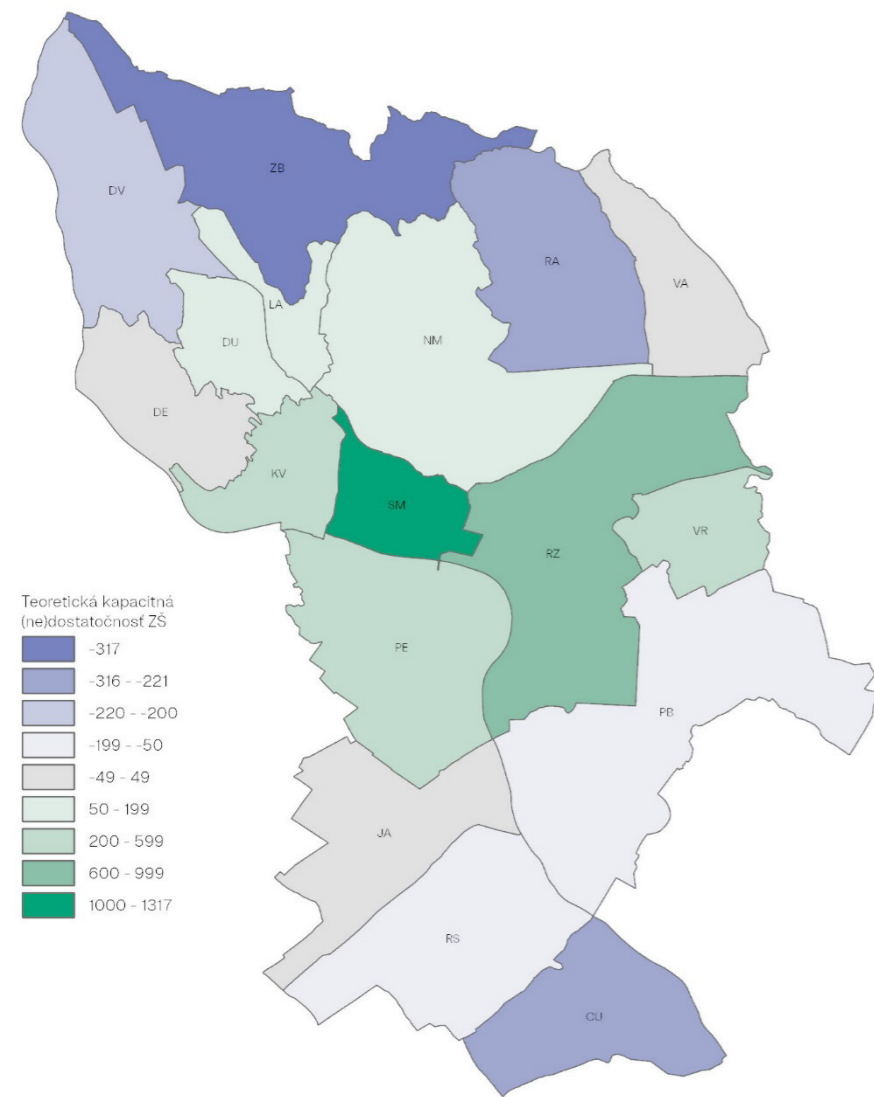 ZB
DV
RA
VA
LA
DU
NM
DE
KV
SM
VR
RZ
Teoretická kapacitná
(ne)dostatočnosť ZŠ
-317
-316 - -221
-220 - -200
-199 - -50
-49 - 49
50 - 199
200 - 599
600 - 999
1000 - 1317
PE
PB
JA
RS
CU